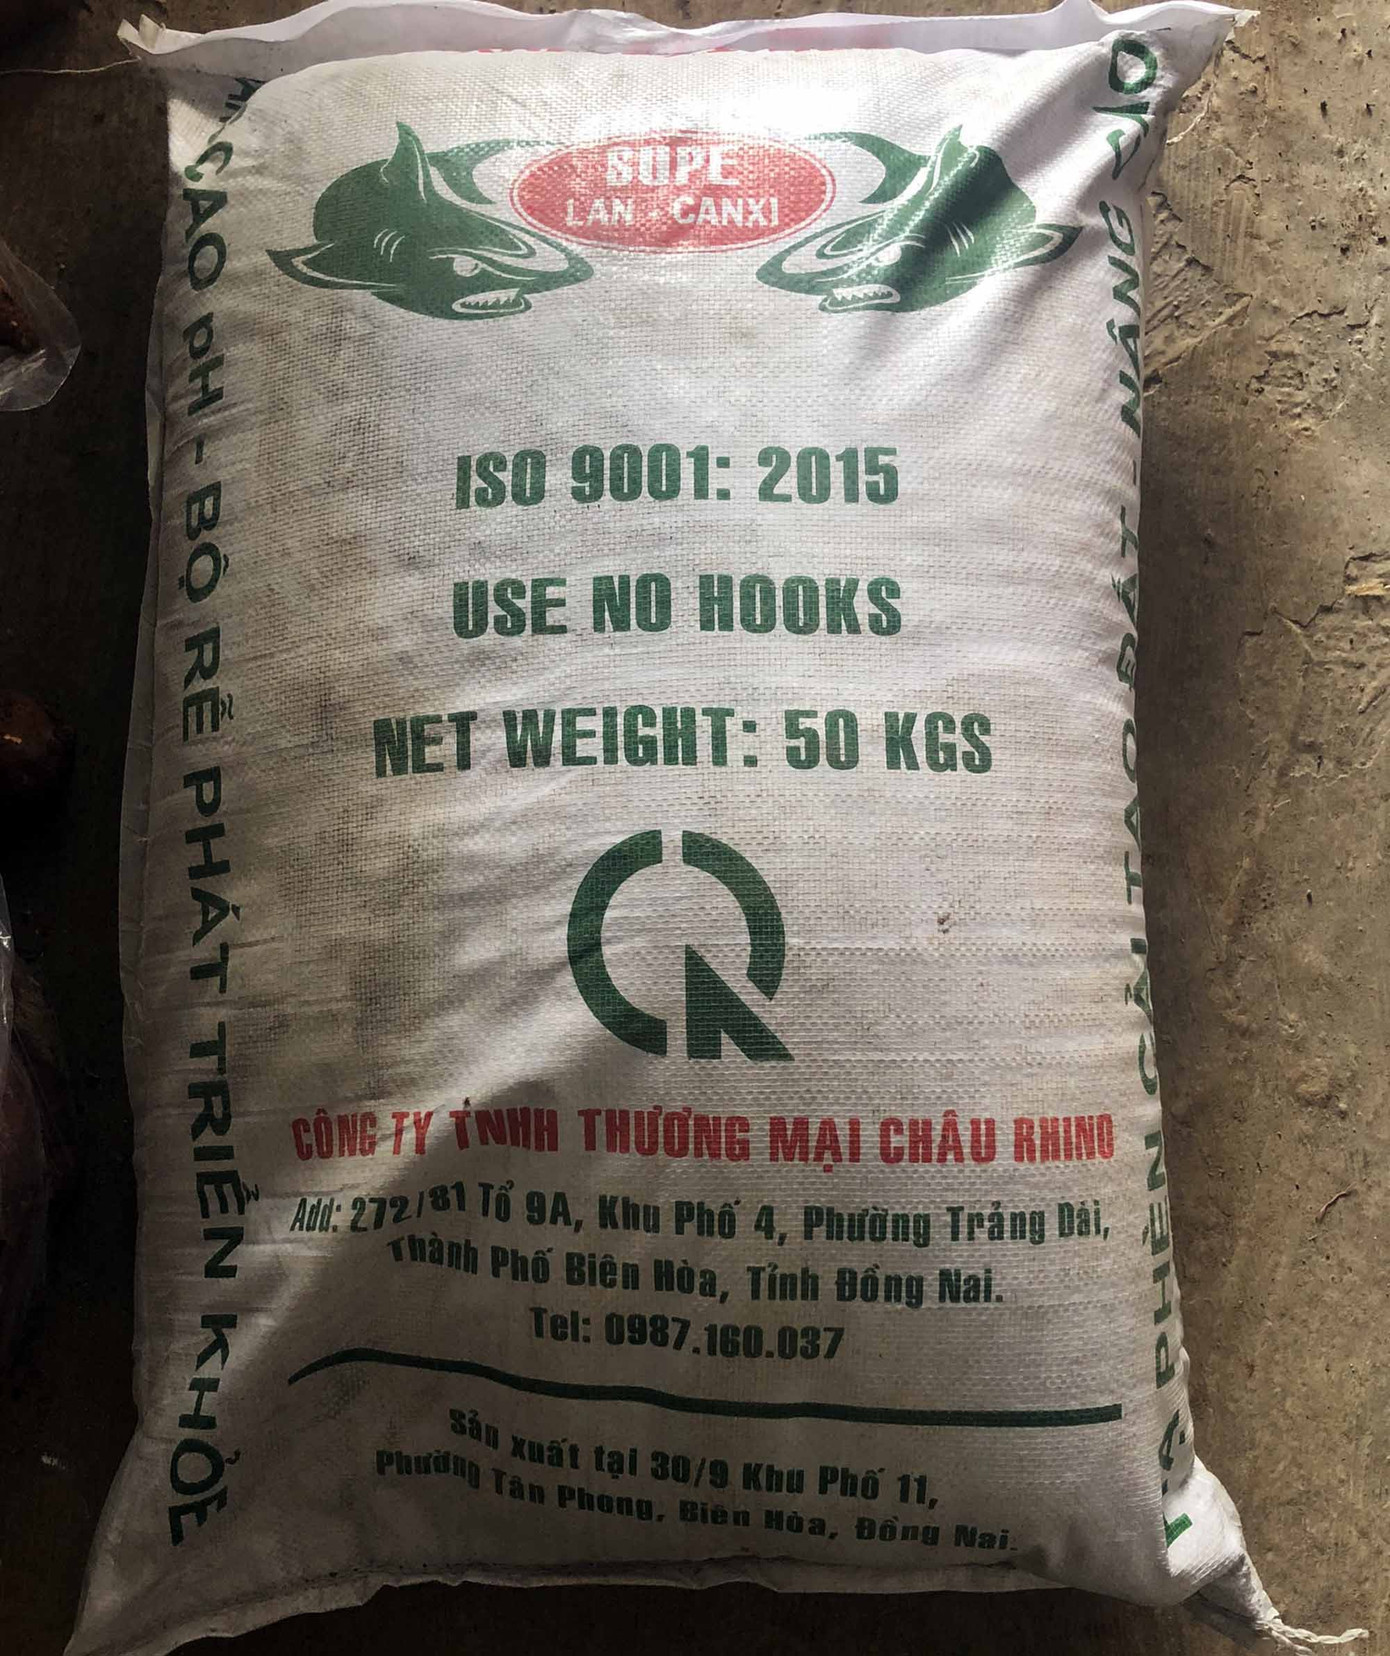 SUPE
LÂN - CANXI
ISO 9001: 2015
USE NO HOOKS
NET WEIGHT: 50 KGS
CÔNG TY TNHH THƯƠNG MẠI CHÂU RHINO
Add: 272/81 Tổ 9A, Khu Phố 4, Phường Trảng Dài,
Thành Phố Biên Hòa, Tỉnh Đồng Nai.
Tel: 0987.160.037
Sản xuất tại 30/9 Khu Phố 11,
Phường Tân Phong, Biên Hòa, Đồng Nai.
CAO pH - BỘ RỄ PHÁT TRIỂN KHỎE
HẠ PHÈN CẢI TẠO ĐẤT - NÂNG CAO